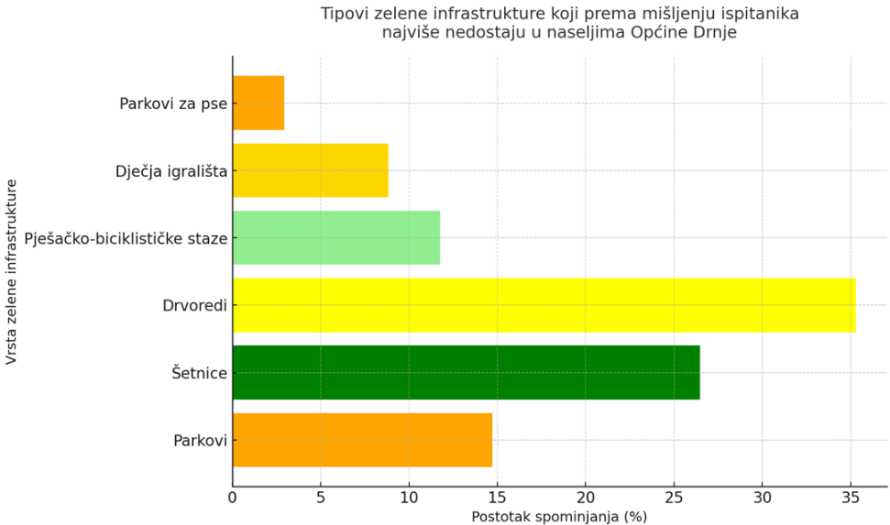 Tipovi zelene infrastrukture koji prema mišljenju ispitanika
najviše nedostaju u naseljima Općine Drnje
Vrsta zelene infrastrukture
Parkovi za pse
Dječja igrališta
Pješačko-biciklističke staze
Drvoredi
Šetnice
Parkovi
0 5 10 15 20 25 30 35
Postotak spominjanja (%)